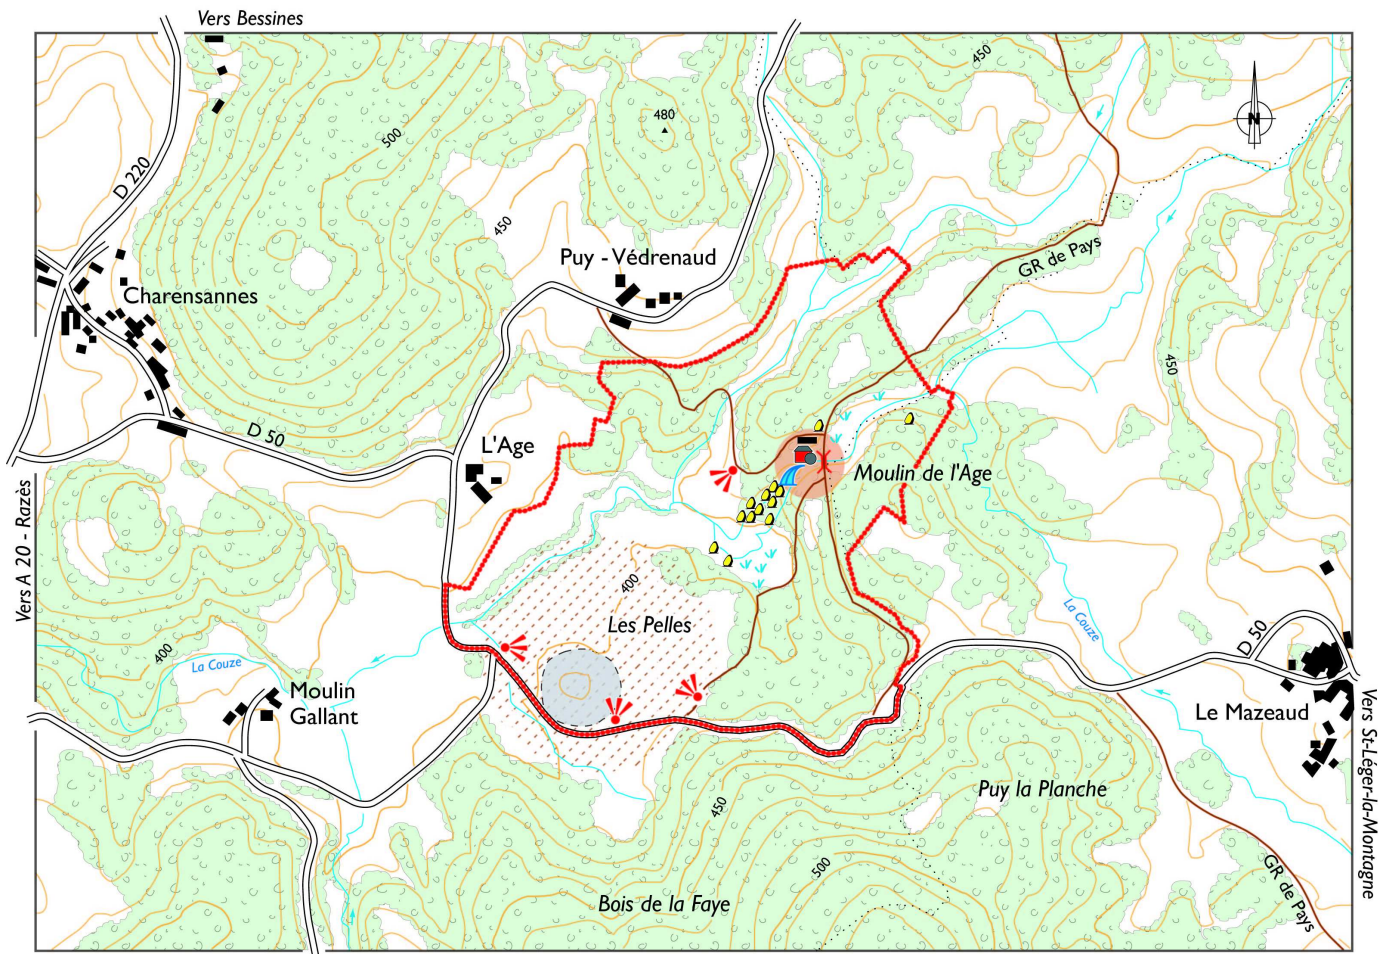 Vers Bessines
450
N
480
500
D 220
450
Puy - Védrenaud
GR de Pays
Charensannes
450
D 50
L'Age
Moulin de l'Age
Vers A 20 - Razès
400
Les Pelles
La Couze
D 50
400
La Couze
Moulin
Gallant
Le Mazeaud
Vers St-Léger-la-Montagne
Puy la Planche
450
500
GR de Pays
Bois de la Faye